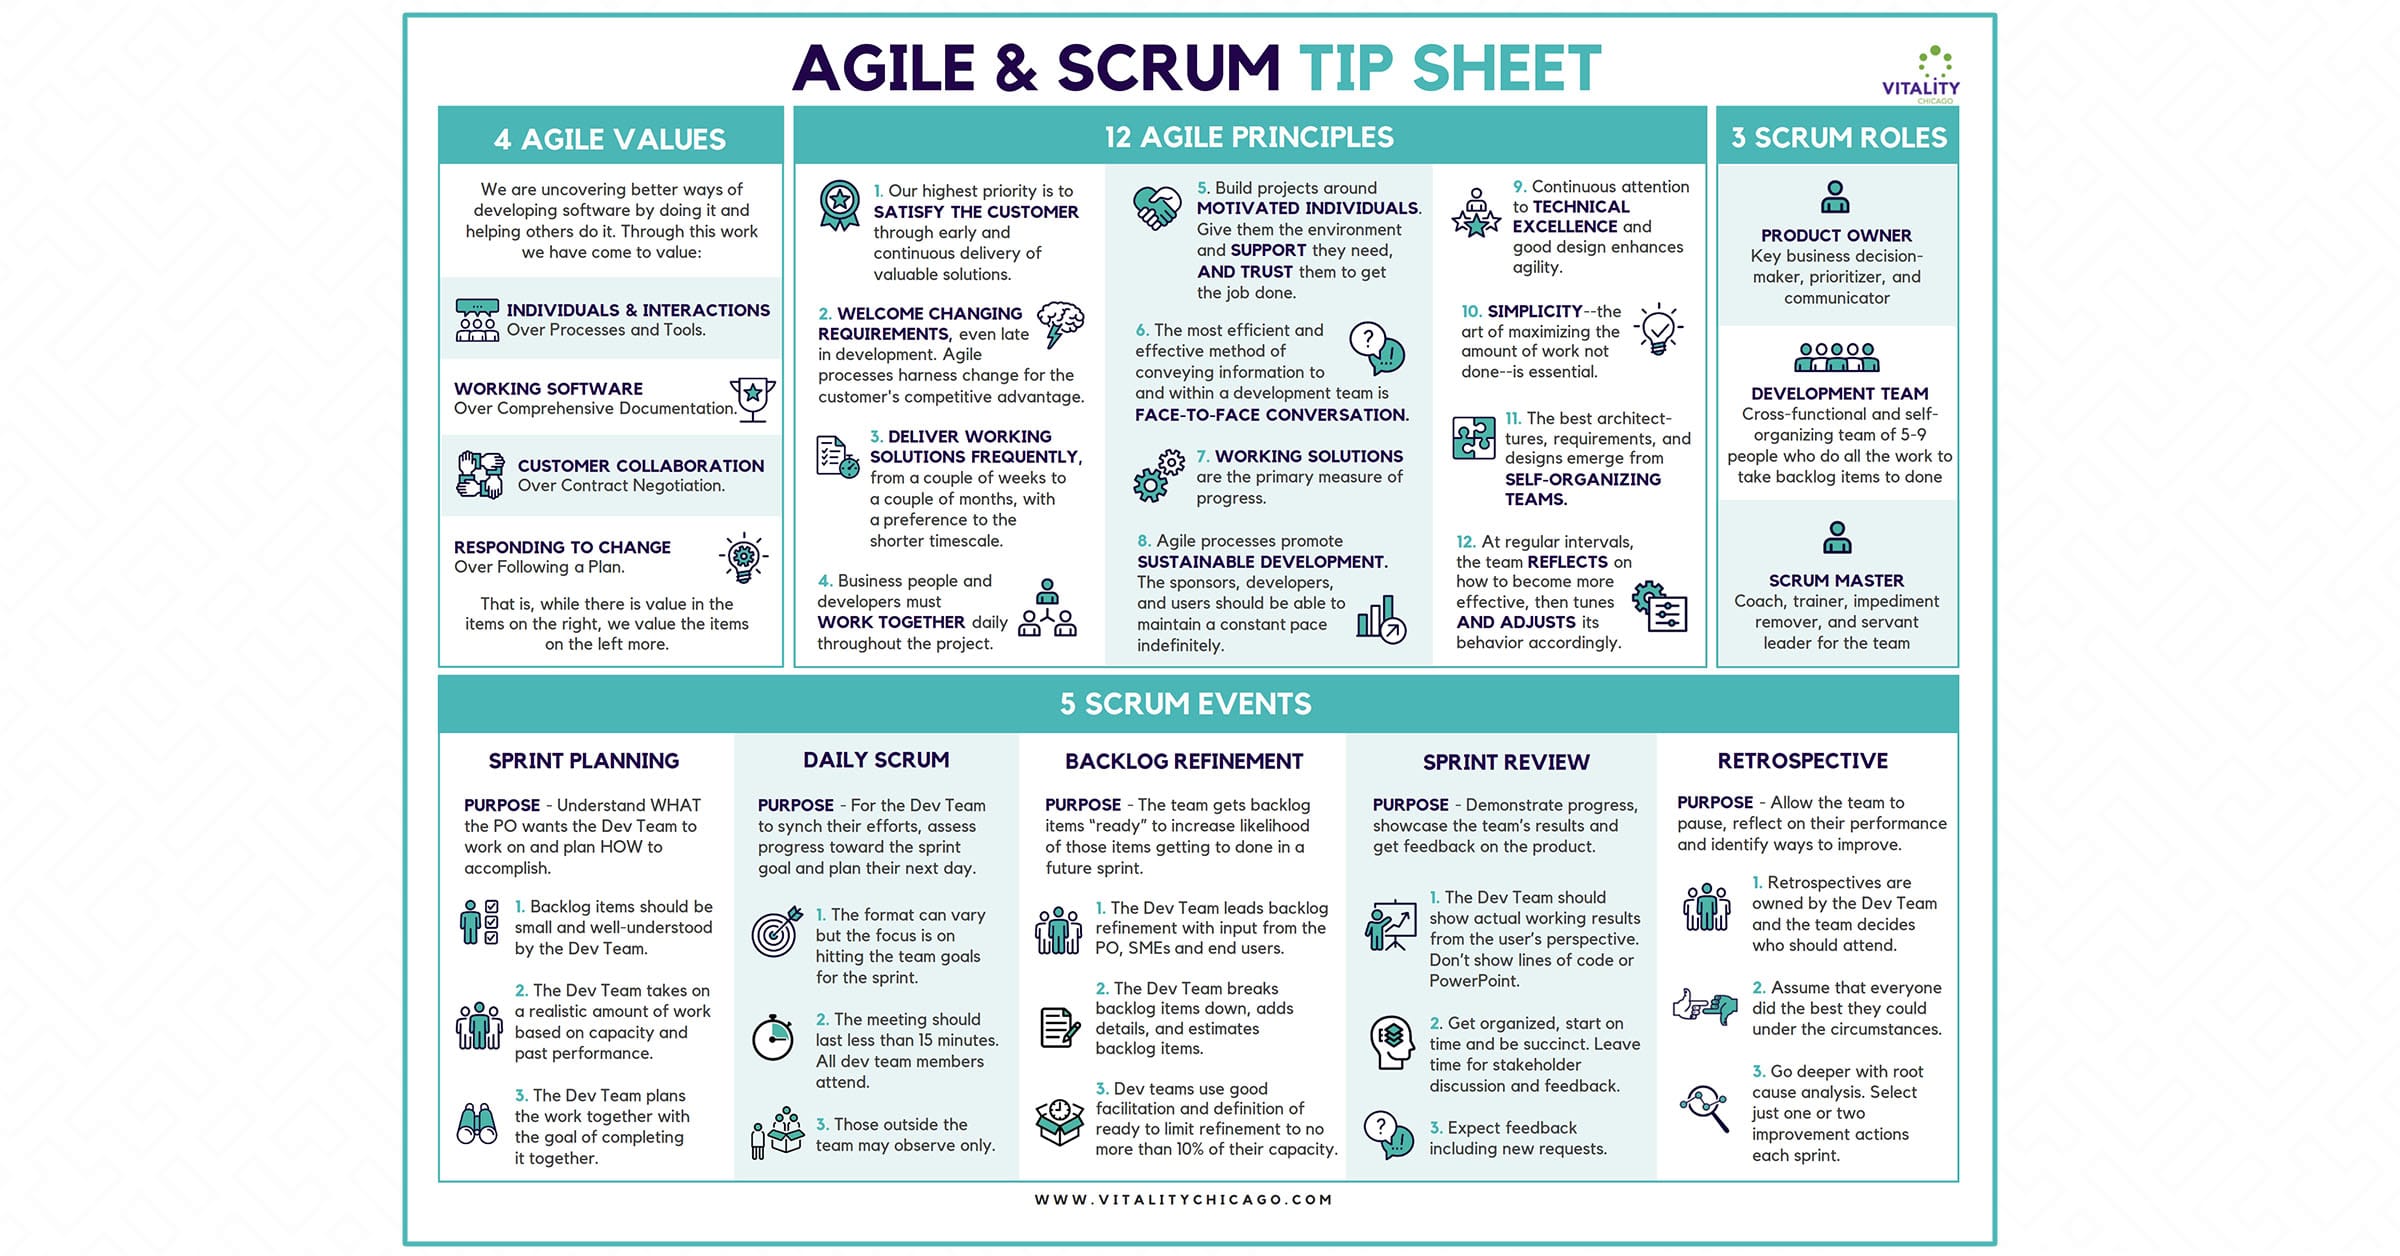 AGILE & SCRUM TIP SHEET
VITALITY
CHICAGO
4 AGILE VALUES
We are uncovering better ways of
developing software by doing it and
helping others do it. Through this work
we have come to value:
INDIVIDUALS & INTERACTIONS
Over Processes and Tools.
WORKING SOFTWARE
Over Comprehensive Documentation.
CUSTOMER COLLABORATION
Over Contract Negotiation.
RESPONDING TO CHANGE
Over Following a Plan.
That is, while there is value in the
items on the right, we value the items
on the left more.
12 AGILE PRINCIPLES
1. Our highest priority is to
SATISFY THE CUSTOMER
through early and
continuous delivery of
valuable solutions.
2. WELCOME CHANGING
REQUIREMENTS, even late
in development. Agile
processes harness change for the
customer's competitive advantage.
3. DELIVER WORKING
SOLUTIONS FREQUENTLY,
from a couple of weeks to
a couple of months, with
a preference to the
shorter timescale.
4. Business people and
developers must
WORK TOGETHER daily
throughout the project.
5. Build projects around
MOTIVATED INDIVIDUALS.
Give them the environment
and SUPPORT they need,
AND TRUST them to get
the job done.
6. The most efficient and
effective method of
conveying information to
and within a development team is
FACE-TO-FACE CONVERSATION.
7. WORKING SOLUTIONS
are the primary measure of
progress.
8. Agile processes promote
SUSTAINABLE DEVELOPMENT.
The sponsors, developers,
and users should be able to
maintain a constant pace
indefinitely.
9. Continuous attention
to TECHNICAL
EXCELLENCE and
good design enhances
agility.
10. SIMPLICITY--the
art of maximizing the
amount of work not
done--is essential.
11. The best architect-
tures, requirements, and
designs emerge from
SELF-ORGANIZING
TEAMS.
12. At regular intervals,
the team REFLECTS on
how to become more
effective, then tunes
AND ADJUSTS its
behavior accordingly.
3 SCRUM ROLES
PRODUCT OWNER
Key business decision-
maker, prioritizer, and
communicator
DEVELOPMENT TEAM
Cross-functional and self-
organizing team of 5-9
people who do all the work to
take backlog items to done
SCRUM MASTER
Coach, trainer, impediment
remover, and servant
leader for the team
5 SCRUM EVENTS
SPRINT PLANNING
PURPOSE - Understand WHAT
the PO wants the Dev Team to
work on and plan HOW to
accomplish.
1. Backlog items should be
small and well-understood
by the Dev Team.
2. The Dev Team takes on
a realistic amount of work
based on capacity and
past performance.
3. The Dev Team plans
the work together with
the goal of completing
it together.
DAILY SCRUM
PURPOSE - For the Dev Team
to synch their efforts, assess
progress toward the sprint
goal and plan their next day.
1. The format can vary
but the focus is on
hitting the team goals
for the sprint.
2. The meeting should
last less than 15 minutes.
All dev team members
attend.
3. Those outside the
team may observe only.
BACKLOG REFINEMENT
PURPOSE - The team gets backlog
items “ready” to increase likelihood
of those items getting to done in a
future sprint.
1. The Dev Team leads backlog
refinement with input from the
PO, SMEs and end users.
2. The Dev Team breaks
backlog items down, adds
details, and estimates
backlog items.
3. Dev teams use good
facilitation and definition of
ready to limit refinement to no
more than 10% of their capacity.
SPRINT REVIEW
PURPOSE - Demonstrate progress,
showcase the team’s results and
get feedback on the product.
1. The Dev Team should
show actual working results
from the user’s perspective.
Don’t show lines of code or
PowerPoint.
2. Get organized, start on
time and be succinct. Leave
time for stakeholder
discussion and feedback.
3. Expect feedback
including new requests.
RETROSPECTIVE
PURPOSE - Allow the team to
pause, reflect on their performance
and identify ways to improve.
1. Retrospectives are
owned by the Dev Team
and the team decides
who should attend.
2. Assume that everyone
did the best they could
under the circumstances.
3. Go deeper with root
cause analysis. Select
just one or two
improvement actions
each sprint.
WWW.VITALITYCHICAGO.COM